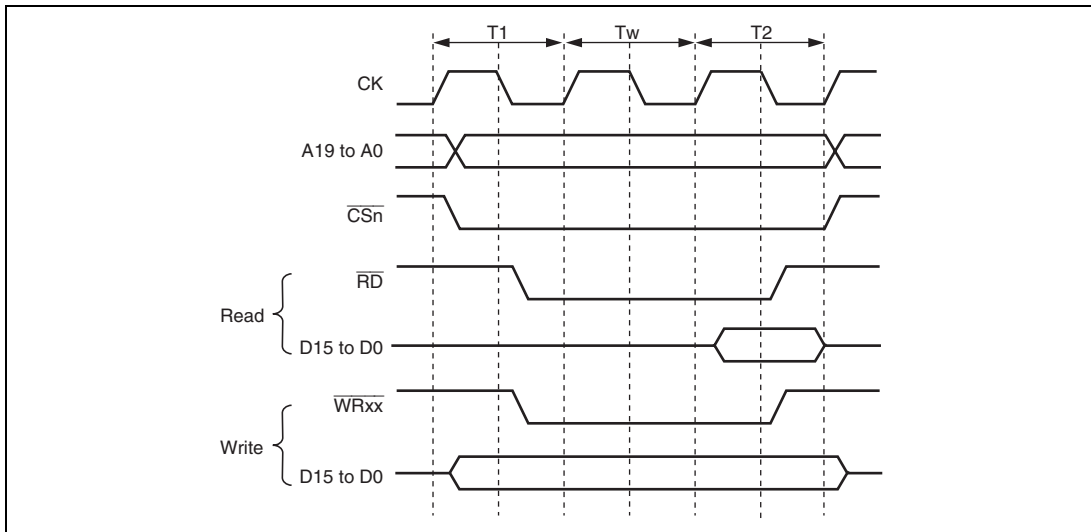 T1 Tw T2
CK
A19 to A0
CSn
RD
Read
D15 to D0
WRxx
Write
D15 to D0